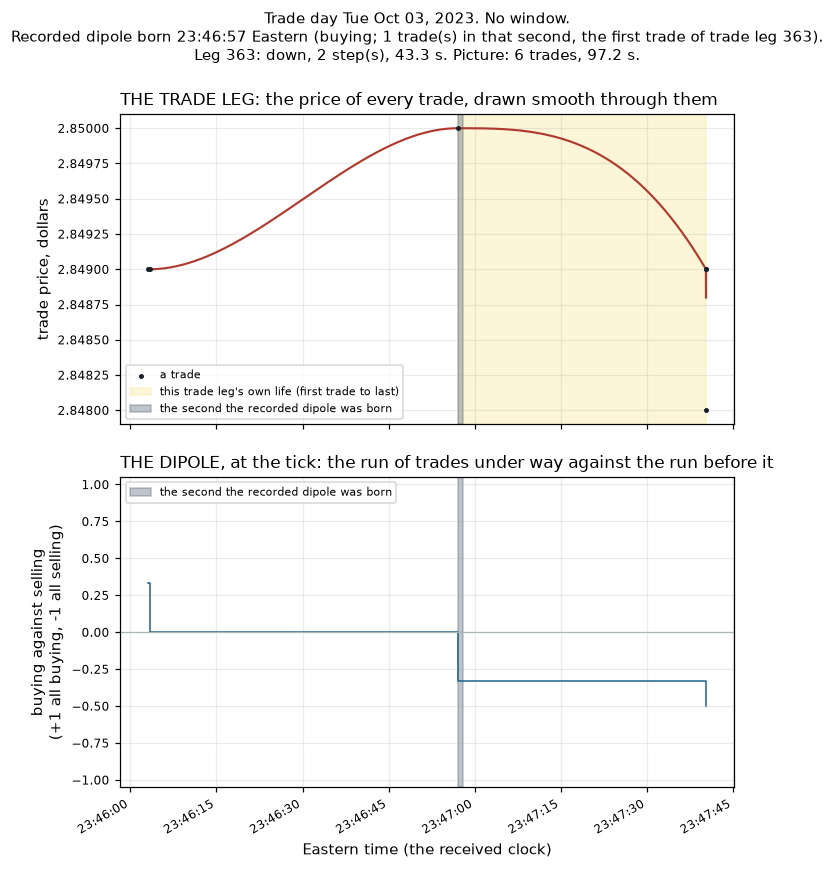 Trade day Tue Oct 03, 2023. No window.
Recorded dipole born 23:46:57 Eastern (buying; 1 trade(s) in that second, the first trade of trade leg 363).
Leg 363: down, 2 step(s), 43.3 s. Picture: 6 trades, 97.2 s.
THE TRADE LEG: the price of every trade, drawn smooth through them
trade price, dollars
2.85000
2.84975
2.84950
2.84925
2.84900
2.84875
2.84850
2.84825
2.84800
a trade
this trade leg's own life (first trade to last)
the second the recorded dipole was born
THE DIPOLE, at the tick: the run of trades under way against the run before it
buying against selling
(+1 all buying, -1 all selling)
1.00
0.75
0.50
0.25
0.00
−0.25
−0.50
−0.75
−1.00
the second the recorded dipole was born
23:46:00
23:46:15
23:46:30
23:46:45
23:47:00
23:47:15
23:47:30
23:47:45
Eastern time (the received clock)